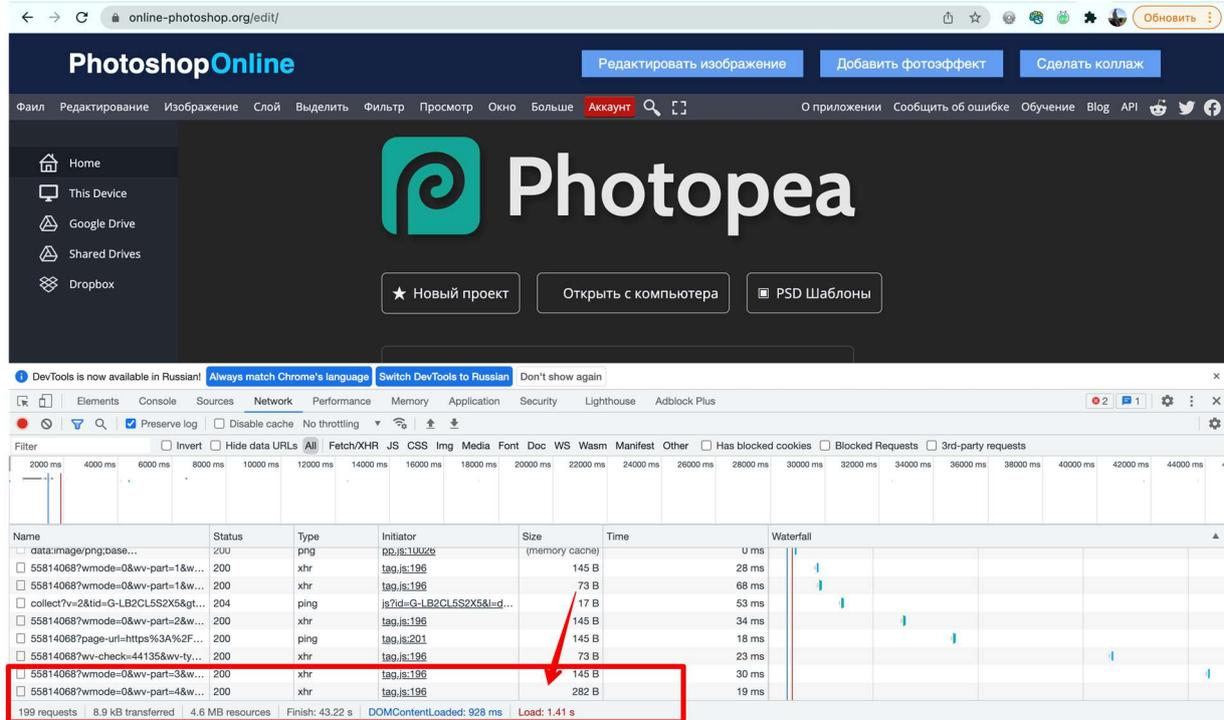 online-photoshop.org/edit/
Обновить
PhotoshopOnline
Редактировать изображение Добавить фотоэффект Сделать коллаж
Фаил Редактирование Изображение Слой Выделить Фильтр Просмотр Окно Больше Аккаунт О приложении Сообщить об ошибке Обучение Blog API
Home
This Device
Google Drive
Shared Drives
Dropbox
Photopea
Новый проект Открыть с компьютера PSD Шаблоны
DevTools is now available in Russian! Always match Chrome's language Switch DevTools to Russian Don't show again
Elements Console Sources Network Performance Memory Application Security Lighthouse Adblock Plus 2 1
Preserve log Disable cache No throttling
Filter Invert Hide data URLs All Fetch/XHR JS CSS Img Media Font Doc WS Wasm Manifest Other Has blocked cookies Blocked Requests 3rd-party requests
2000 ms 4000 ms 6000 ms 8000 ms 10000 ms 12000 ms 14000 ms 16000 ms 18000 ms 20000 ms 22000 ms 24000 ms 26000 ms 28000 ms 30000 ms 32000 ms 34000 ms 36000 ms 38000 ms 40000 ms 42000 ms 44000 ms
Name Status Type Initiator Size Time Waterfall
data:image/png;base... 200 png pp.js:10026 (memory cache) 0 ms
55814068?wmode=0&wv-part=1&w... 200 xhr tag.js:196 145 B 28 ms
55814068?wmode=0&wv-part=1&w... 200 xhr tag.js:196 73 B 68 ms
collect?v=2&tid=G-LB2CL5S2X5&gt... 204 ping js?id=G-LB2CL5S2X5&l=d... 17 B 53 ms
55814068?wmode=0&wv-part=2&w... 200 xhr tag.js:196 145 B 34 ms
55814068?page-url=https%3A%2F... 200 ping tag.js:201 145 B 18 ms
55814068?wv-check=44135&wv-ty... 200 xhr tag.js:196 73 B 23 ms
55814068?wmode=0&wv-part=3&w... 200 xhr tag.js:196 145 B 30 ms
55814068?wmode=0&wv-part=4&w... 200 xhr tag.js:196 282 B 19 ms
199 requests 8.9 kB transferred 4.6 MB resources Finish: 43.22 s DOMContentLoaded: 928 ms Load: 1.41 s